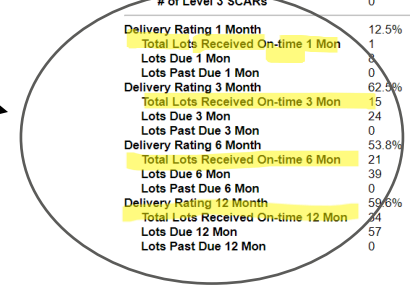 # of Level 3 SCARs 0
Delivery Rating 1 Month 12.5%
Total Lots Received On-time 1 Mon 1
Lots Due 1 Mon 8
Lots Past Due 1 Mon 0
Delivery Rating 3 Month 62.5%
Total Lots Received On-time 3 Mon 15
Lots Due 3 Mon 24
Lots Past Due 3 Mon 0
Delivery Rating 6 Month 53.8%
Total Lots Received On-time 6 Mon 21
Lots Due 6 Mon 39
Lots Past Due 6 Mon 0
Delivery Rating 12 Month 59.6%
Total Lots Received On-time 12 Mon 34
Lots Due 12 Mon 57
Lots Past Due 12 Mon 0